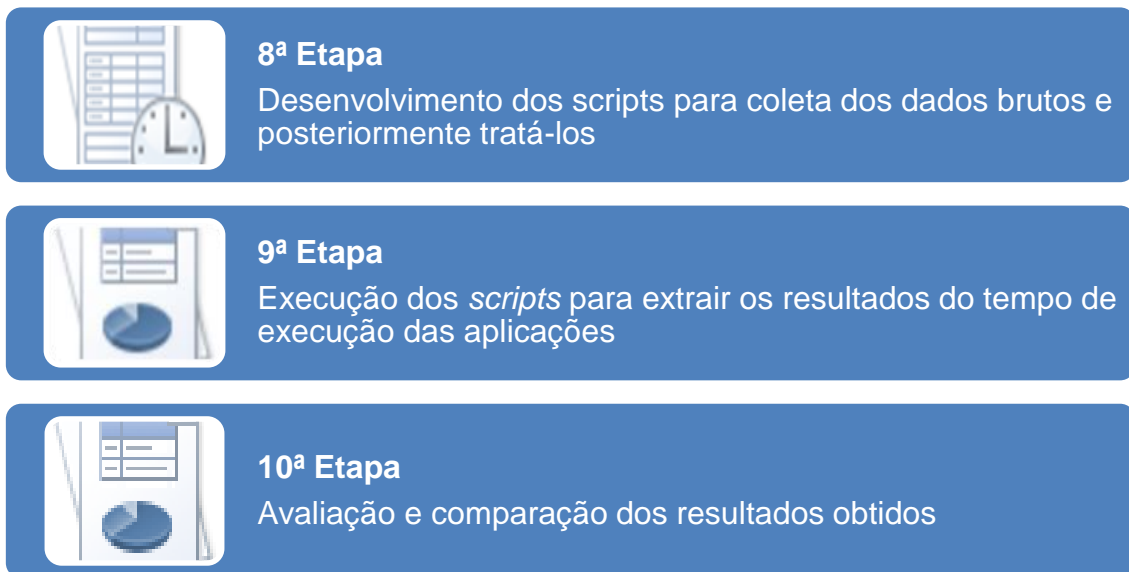 8ª Etapa
Desenvolvimento dos scripts para coleta dos dados brutos e
posteriormente tratá-los
9ª Etapa
Execução dos scripts para extrair os resultados do tempo de
execução das aplicações
10ª Etapa
Avaliação e comparação dos resultados obtidos